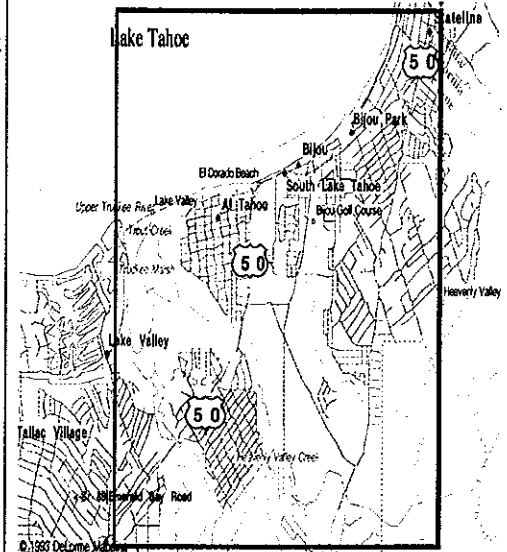 Lake Tahoe
Stateline
50
Bijou Park
Bijou
El Dorado Beach
South Lake Tahoe
Upper Truckee River
Lake Valley
Al Tahoe
Bijou Golf Course
Trout Creek
50
Truckee Marsh
Heavenly Valley
Lake Valley
50
Tallac Village
Heavenly Valley Creek
Emerald Bay Road
© 1993 DeLorme Mapping